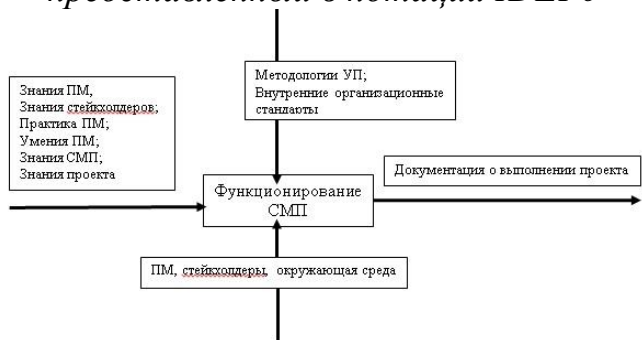 представленной в нотации IDEF0
Знания ПМ,
Знания стейкхолдеров;
Практика ПМ;
Умения ПМ;
Знания СМП;
Знания проекта
Методологии УП;
Внутренние организационные
стандарты
Документация о выполнении проекта
Функционирование
СМП
ПМ, стейкхолдеры, окружающая среда